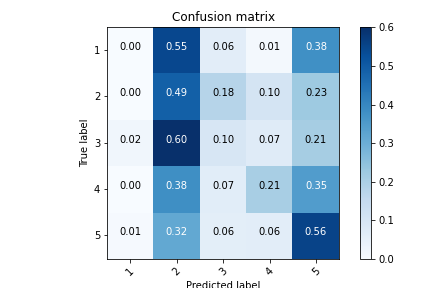 Confusion matrix
1 0.00 0.55 0.06 0.01 0.38
2 0.00 0.49 0.18 0.10 0.23
3 0.02 0.60 0.10 0.07 0.21
4 0.00 0.38 0.07 0.21 0.35
5 0.01 0.32 0.06 0.06 0.56
1 2 3 4 5
True label
Predicted label
0.6
0.5
0.4
0.3
0.2
0.1
0.0